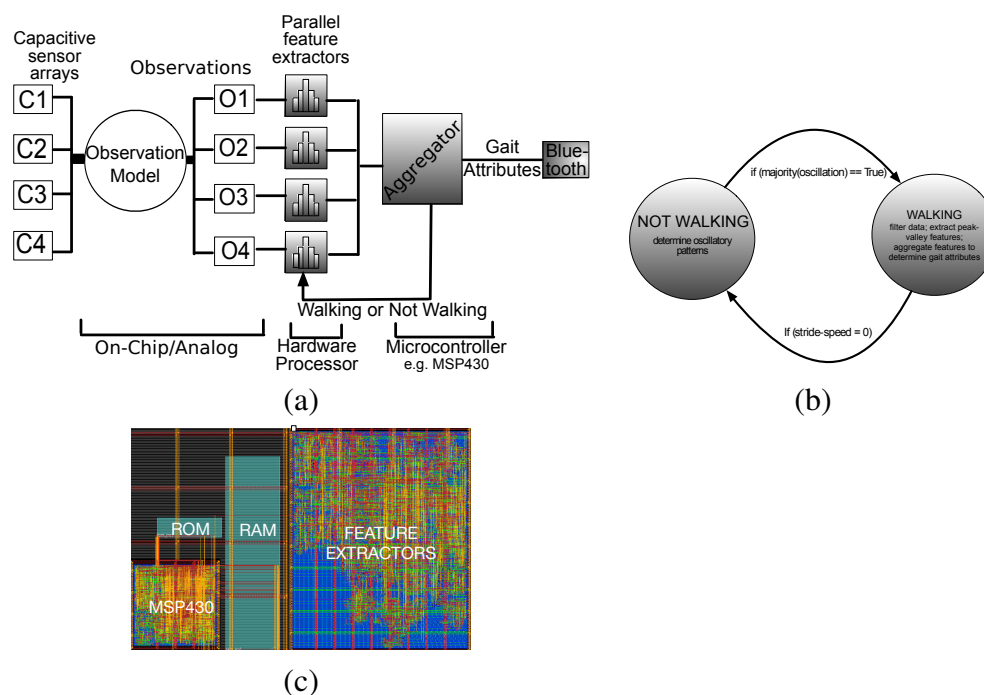 Capacitive
sensor
arrays
C1
C2
C3
C4
Observation
Model
Observations
O1
O2
O3
O4
Parallel
feature
extractors
Aggregator
Gait
Attributes
Blue-
tooth
Walking or Not Walking
On-Chip/Analog
Hardware
Processor
Microcontroller
e.g. MSP430
(a)
if (majority(oscillation) == True)
NOT WALKING
determine oscillatory
patterns
WALKING
filter data; extract peak-
valley features;
aggregate features to
determine gait attributes
If (stride-speed = 0)
(b)
ROM
RAM
FEATURE
EXTRACTORS
MSP430
(c)